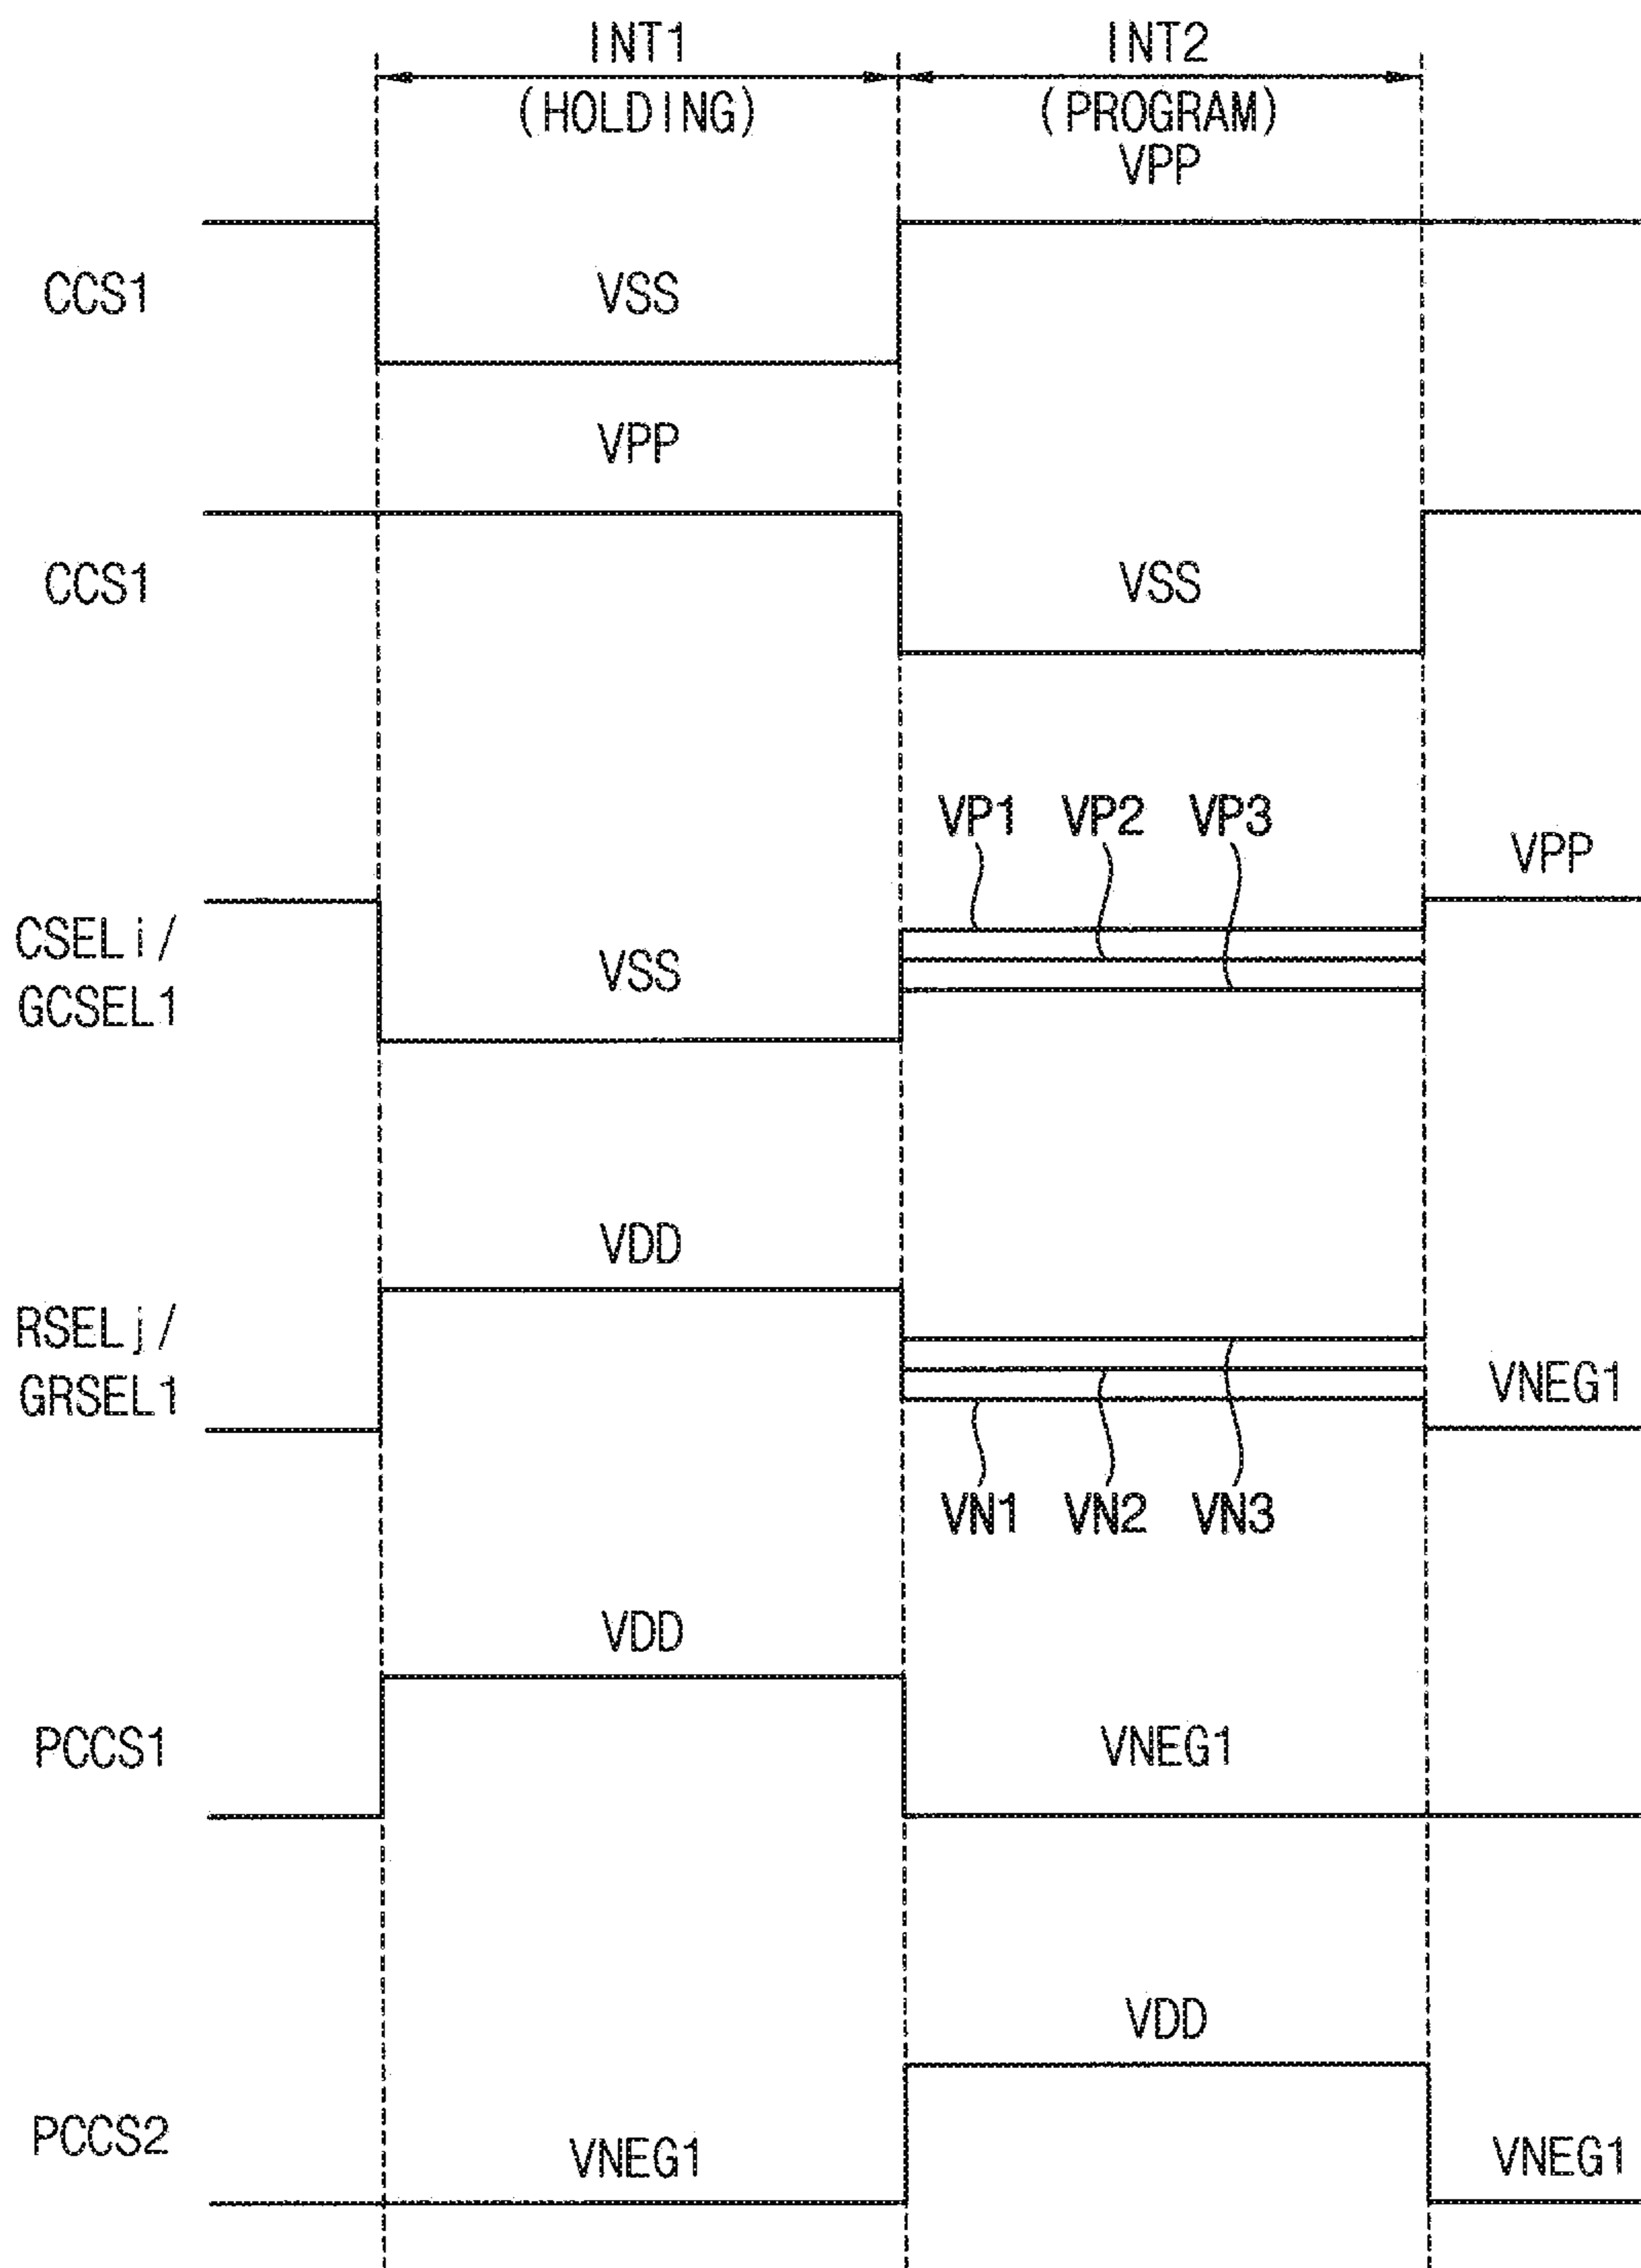 INT1
INT2
(HOLDING)
(PROGRAM)
VPP
CCS1
VSS
VPP
CCS1
VSS
VP1 VP2 VP3
VPP
CSELi/
GCSEL1
VSS
VDD
RSELj/
GRSEL1
VNEG1
VN1 VN2 VN3
VDD
PCCS1
VNEG1
VDD
PCCS2
VNEG1
VNEG1